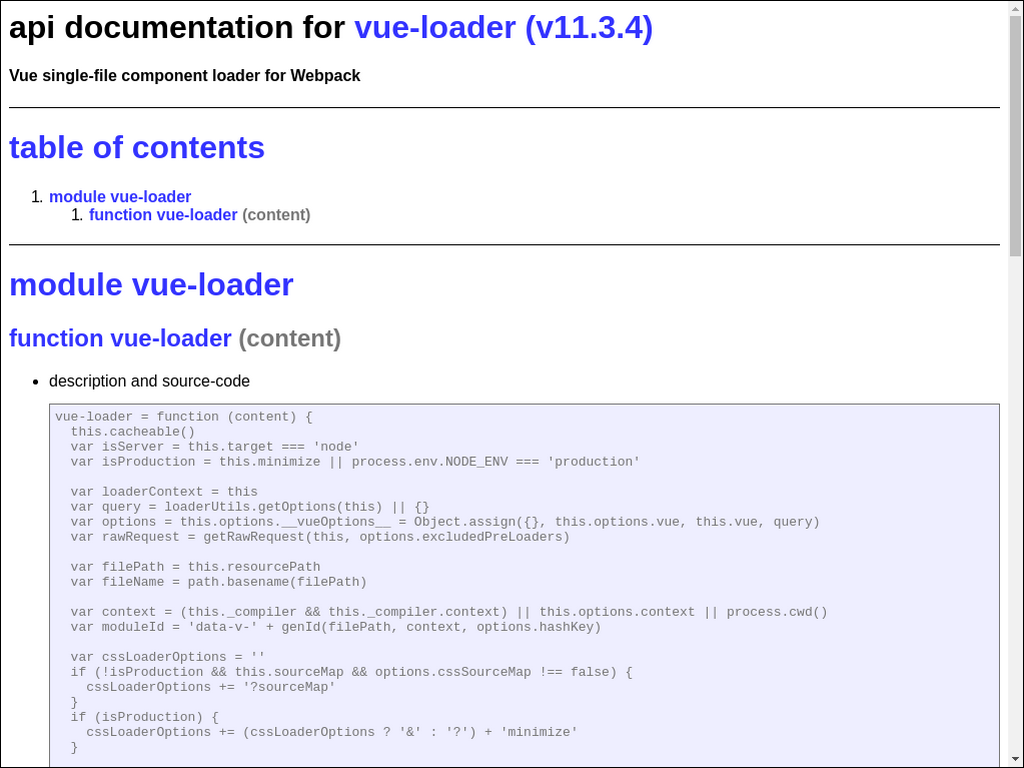 api documentation for vue-loader (v11.3.4)
Vue single-file component loader for Webpack
table of contents
1. module vue-loader
1. function vue-loader (content)
module vue-loader
function vue-loader (content)
• description and source-code
vue-loader = function (content) {
  this.cacheable()
  var isServer = this.target === 'node'
  var isProduction = this.minimize || process.env.NODE_ENV === 'production'

  var loaderContext = this
  var query = loaderUtils.getOptions(this) || {}
  var options = this.options.__vueOptions__ = Object.assign({}, this.options.vue, this.vue, query)
  var rawRequest = getRawRequest(this, options.excludedPreLoaders)

  var filePath = this.resourcePath
  var fileName = path.basename(filePath)

  var context = (this._compiler && this._compiler.context) || this.options.context || process.cwd()
  var moduleId = 'data-v-' + genId(filePath, context, options.hashKey)

  var cssLoaderOptions = ''
  if (!isProduction && this.sourceMap && options.cssSourceMap !== false) {
    cssLoaderOptions += '?sourceMap'
  }
  if (isProduction) {
    cssLoaderOptions += (cssLoaderOptions ? '&' : '?') + 'minimize'
  }